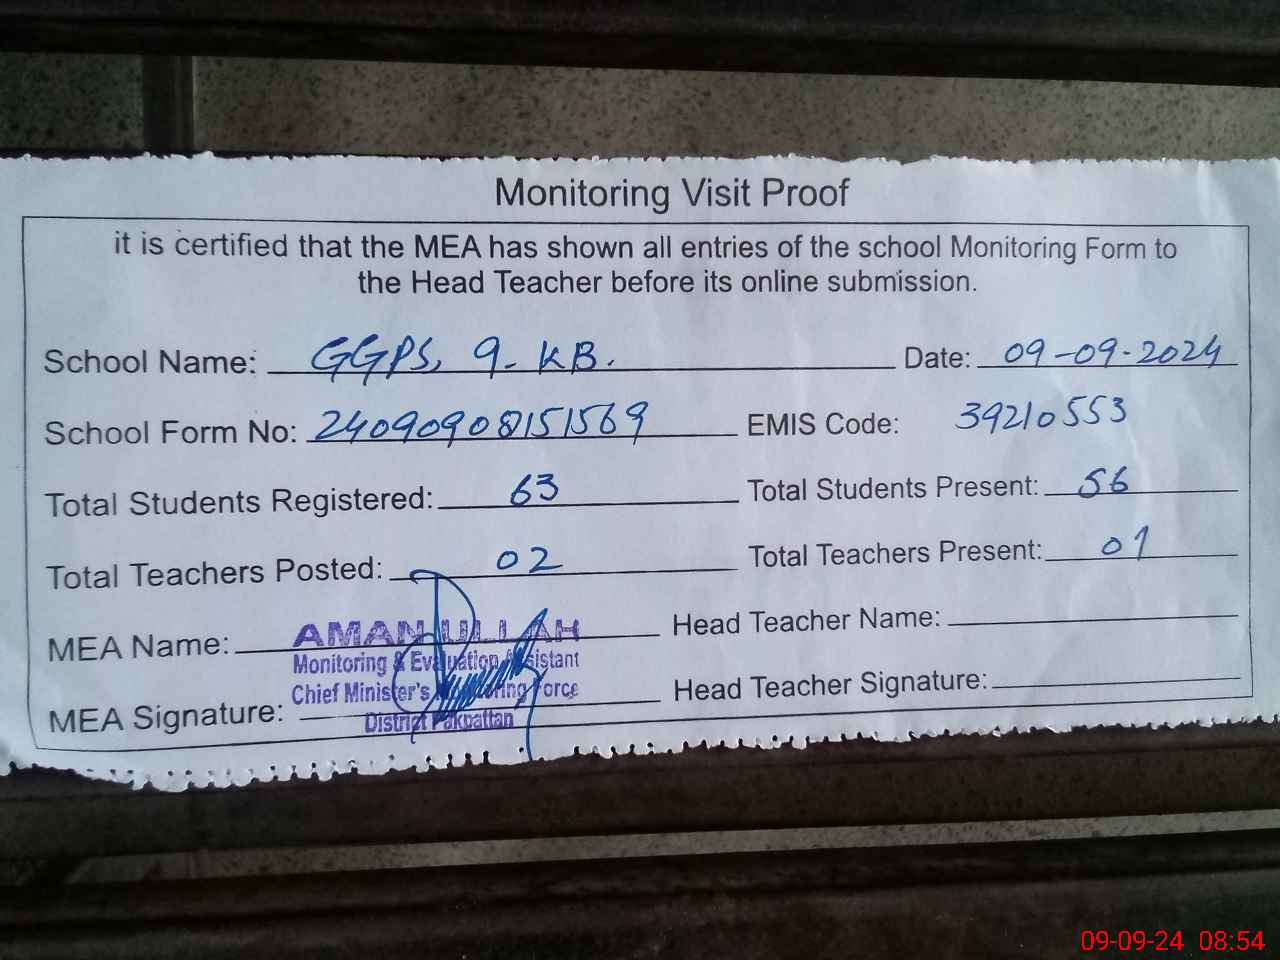 Monitoring Visit Proof
it is certified that the MEA has shown all entries of the school Monitoring Form to
the Head Teacher before its online submission.
School Name: GGPS, 9-KB. Date: 09-09-2024
School Form No: 24090908151569 EMIS Code: 39210553
Total Students Registered: 63 Total Students Present: 56
Total Teachers Posted: 02 Total Teachers Present: 01
MEA Name: AMAN ULLAH Head Teacher Name:
Monitoring & Evaluation Assistant
Chief Minister's Monitoring Force Head Teacher Signature:
MEA Signature: District Pakpattan
09-09-24 08:54